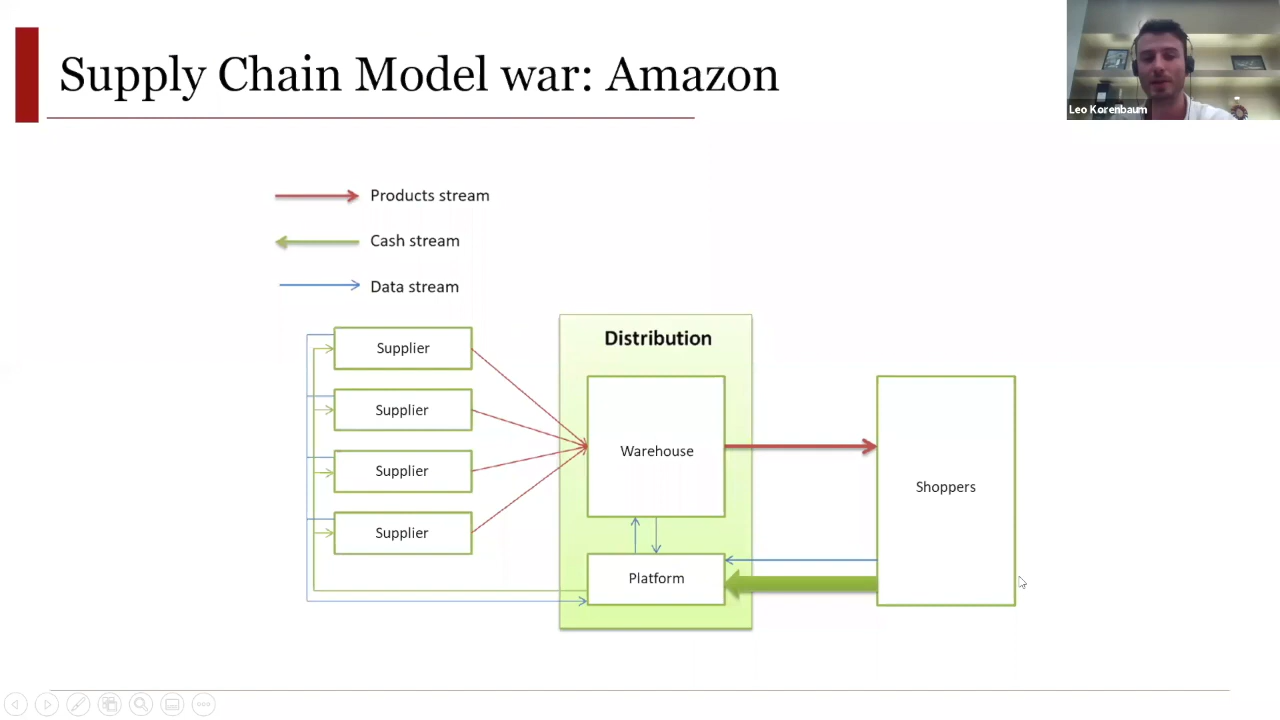 Supply Chain Model war: Amazon
Leo Korenbaum
Products stream
Cash stream
Data stream
Distribution
Supplier
Supplier
Supplier
Supplier
Warehouse
Platform
Shoppers